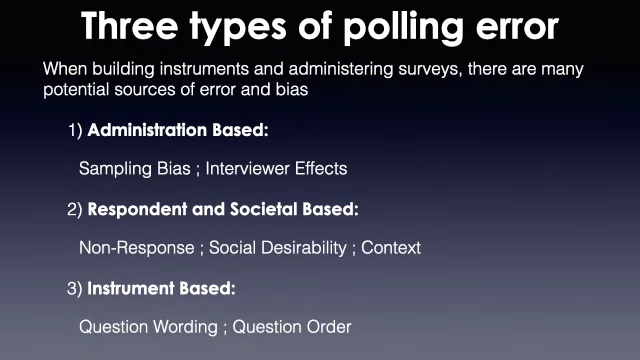 Three types of polling error
When building instruments and administering surveys, there are many
potential sources of error and bias
1) Administration Based:
Sampling Bias ; Interviewer Effects
2) Respondent and Societal Based:
Non-Response ; Social Desirability ; Context
3) Instrument Based:
Question Wording ; Question Order